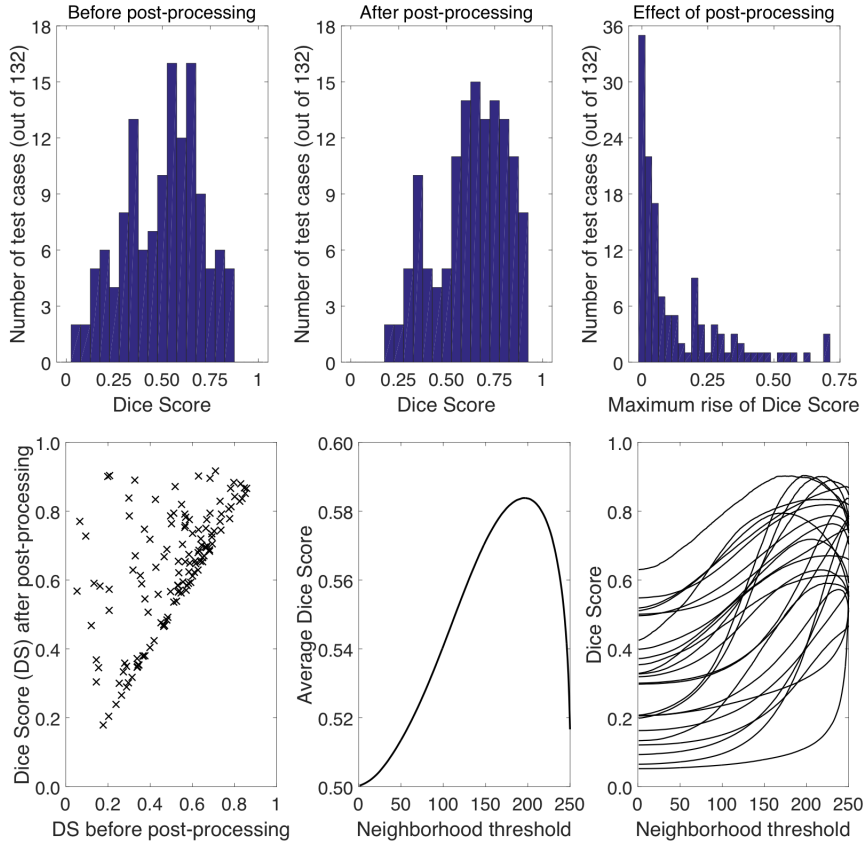 Before post-processing
Number of test cases (out of 132)
18
15
12
9
6
3
0
0 0.25 0.50 0.75 1
Dice Score
After post-processing
Number of test cases (out of 132)
18
15
12
9
6
3
0
0 0.25 0.50 0.75 1
Dice Score
Effect of post-processing
Number of test cases (out of 132)
36
30
24
18
12
6
0
0 0.25 0.50 0.75
Maximum rise of Dice Score
Dice Score (DS) after post-processing
1.0
0.8
0.6
0.4
0.2
0.0
0 0.2 0.4 0.6 0.8 1
DS before post-processing
Average Dice Score
0.60
0.58
0.56
0.54
0.52
0.50
0 50 100 150 200 250
Neighborhood threshold
Dice Score
1.0
0.8
0.6
0.4
0.2
0.0
0 50 100 150 200 250
Neighborhood threshold